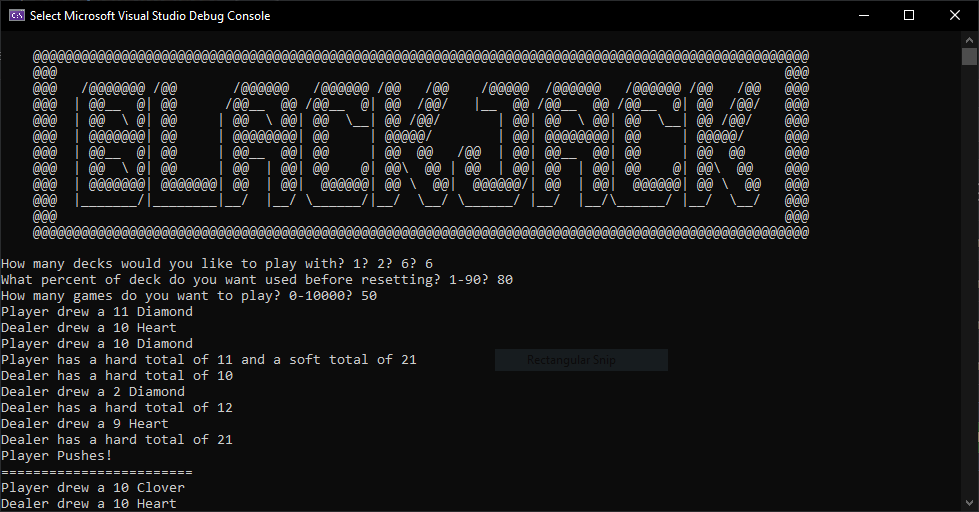 Select Microsoft Visual Studio Debug Console
BLACKJACK
How many decks would you like to play with? 1? 2? 6? 6
What percent of deck do you want used before resetting? 1-90? 80
How many games do you want to play? 0-10000? 50
Player drew a 11 Diamond
Dealer drew a 10 Heart
Player drew a 10 Diamond
Player has a hard total of 11 and a soft total of 21
Rectangular Snip
Dealer has a hard total of 10
Dealer drew a 2 Diamond
Dealer has a hard total of 12
Dealer drew a 9 Heart
Dealer has a hard total of 21
Player Pushes!
========================
Player drew a 10 Clover
Dealer drew a 10 Heart